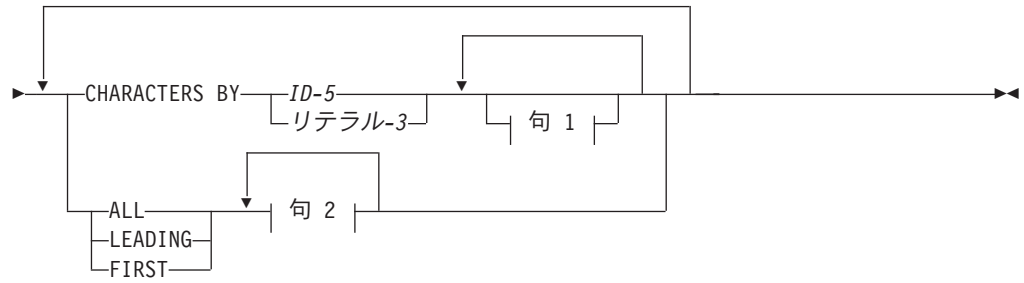 CHARACTERS BY ID-5
リテラル-3
句 1
ALL
LEADING
FIRST
句 2